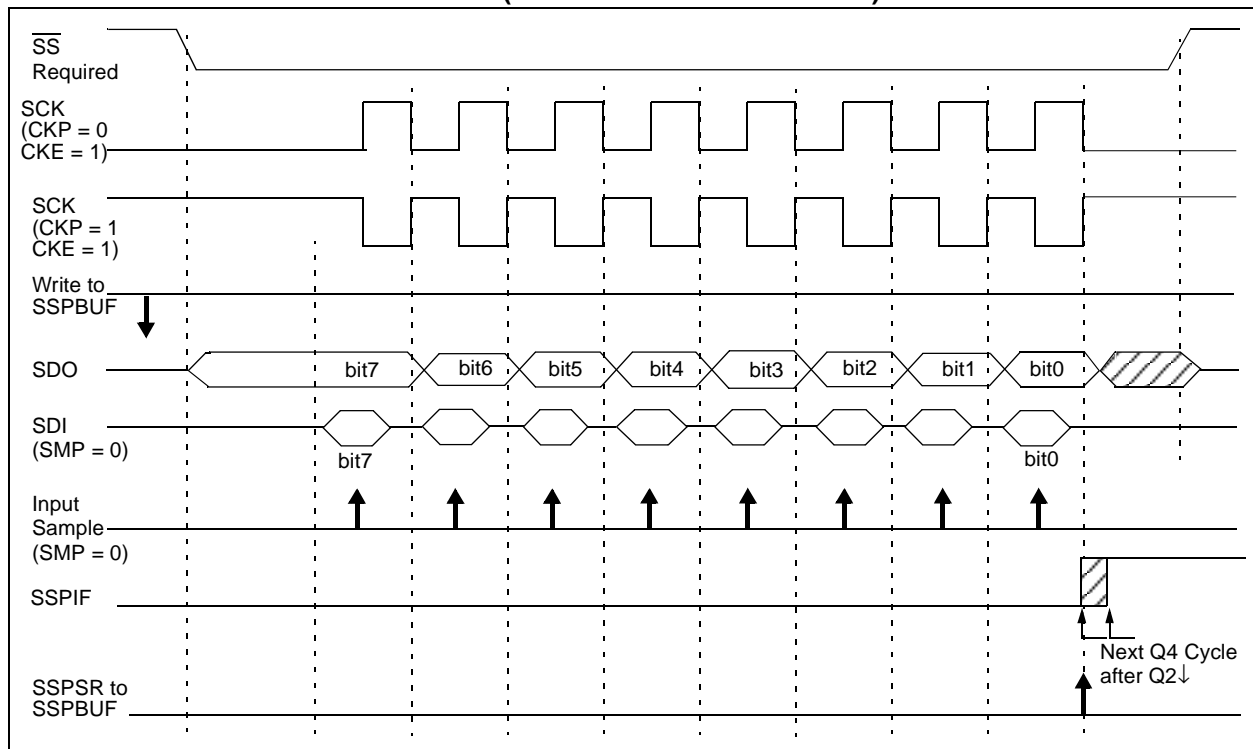 SS
Required
SCK
(CKP = 0
CKE = 1)
SCK
(CKP = 1
CKE = 1)
Write to
SSPBUF
SDO
bit7 bit6 bit5 bit4 bit3 bit2 bit1 bit0
SDI
(SMP = 0)
bit7 bit0
Input
Sample
(SMP = 0)
SSPIF
Next Q4 Cycle
after Q2↓
SSPSR to
SSPBUF